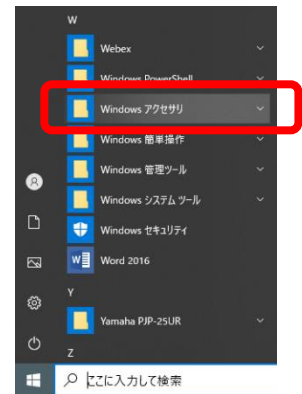 W
Webex
Windows PowerShell
Windows アクセサリ
Windows 簡単操作
Windows 管理ツール
Windows システム ツール
Windows セキュリティ
Word 2016
Y
Yamaha PJP-25UR
Z
ここに入力して検索